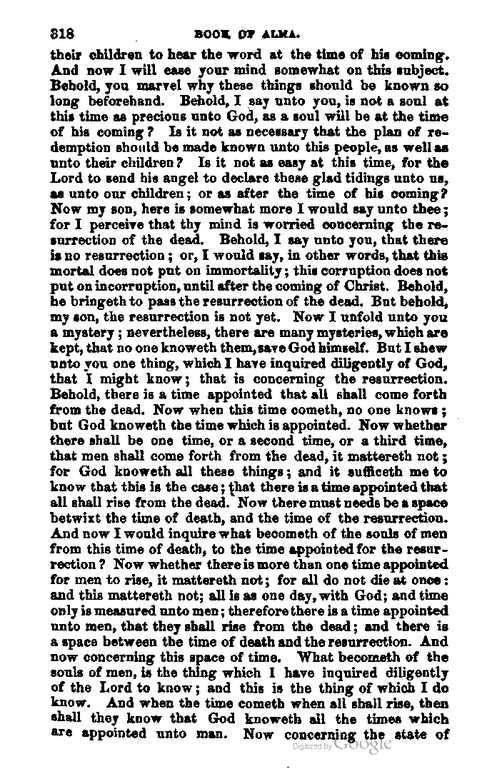 318 BOOK OF ALMA.
their children to hear the word at the time of his coming.
And now I will ease your mind somewhat on this subject.
Behold, you marvel why these things should be known so
long beforehand. Behold, I say unto you, is not a soul at
this time as precious unto God, as a soul will be at the time
of his coming? Is it not as necessary that the plan of re-
demption should be made known unto this people, as well as
unto their children? Is it not as easy at this time, for the
Lord to send his angel to declare these glad tidings unto us,
as unto our children; or as after the time of his coming?
Now my son, here is somewhat more I would say unto thee;
for I perceive that thy mind is worried concerning the re-
surrection of the dead. Behold, I say unto you, that there
is no resurrection; or, I would say, in other words, that this
mortal does not put on immortality; this corruption does not
put on incorruption, until after the coming of Christ. Behold,
he bringeth to pass the resurrection of the dead. But behold,
my son, the resurrection is not yet. Now I unfold unto you
a mystery; nevertheless, there are many mysteries, which are
kept, that no one knoweth them, save God himself. But I shew
unto you one thing, which I have inquired diligently of God,
that I might know; that is concerning the resurrection.
Behold, there is a time appointed that all shall come forth
from the dead. Now when this time cometh, no one knows;
but God knoweth the time which is appointed. Now whether
there shall be one time, or a second time, or a third time,
that men shall come forth from the dead, it mattereth not;
for God knoweth all these things; and it sufficeth me to
know that this is the case; that there is a time appointed that
all shall rise from the dead. Now there must needs be a space
betwixt the time of death, and the time of the resurrection.
And now I would inquire what becometh of the souls of men
from this time of death, to the time appointed for the resur-
rection? Now whether there is more than one time appointed
for men to rise, it mattereth not; for all do not die at once:
and this mattereth not; all is as one day, with God; and time
only is measured unto men; therefore there is a time appointed
unto men, that they shall rise from the dead; and there is
a space between the time of death and the resurrection. And
now concerning this space of time. What becometh of the
souls of men, is the thing which I have inquired diligently
of the Lord to know; and this is the thing of which I do
know. And when the time cometh when all shall rise, then
shall they know that God knoweth all the times which
are appointed unto man. Now concerning the state of
Digitized by Google